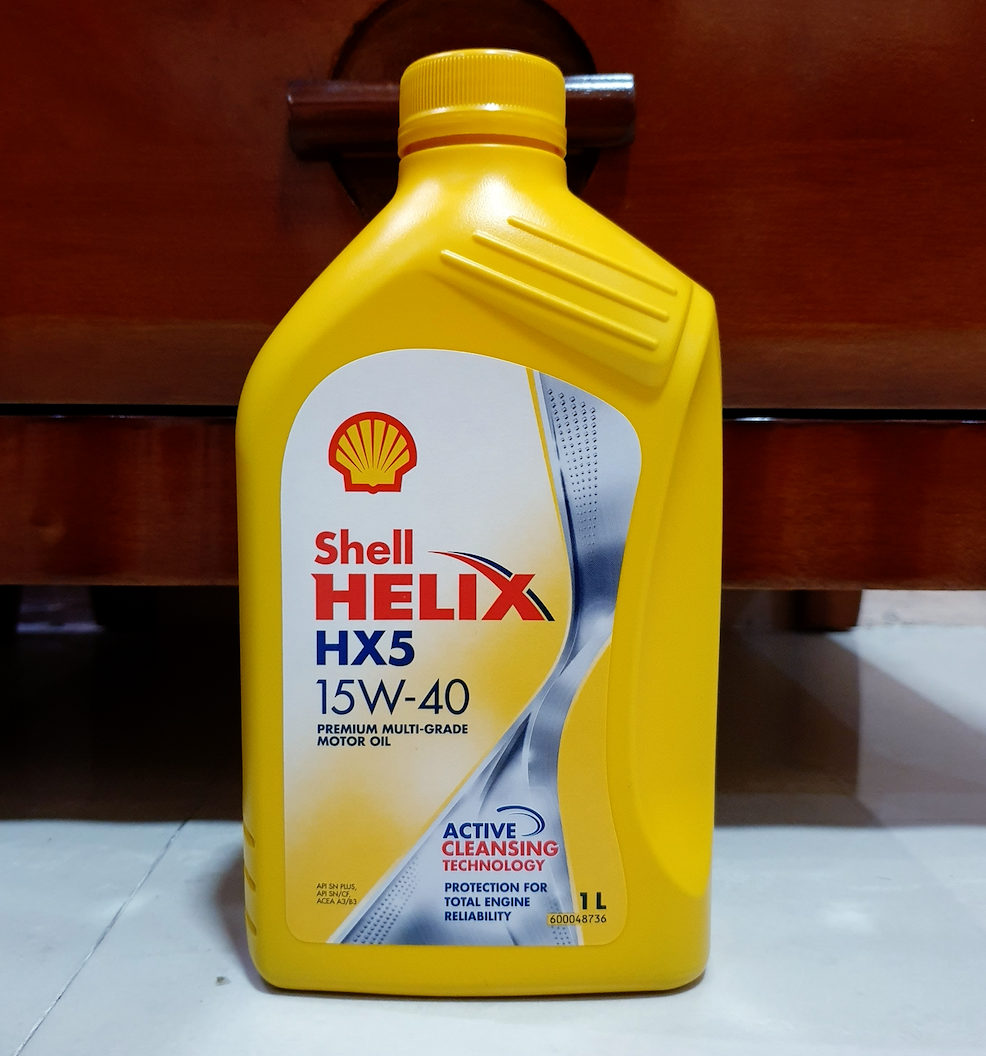 Shell
HELIX
HX5
15W-40
PREMIUM MULTI-GRADE
MOTOR OIL
ACTIVE
CLEANSING
TECHNOLOGY
PROTECTION FOR
TOTAL ENGINE
RELIABILITY
API SN PLUS,
API SN/CF,
ACEA A3/B3
1 L
600048736